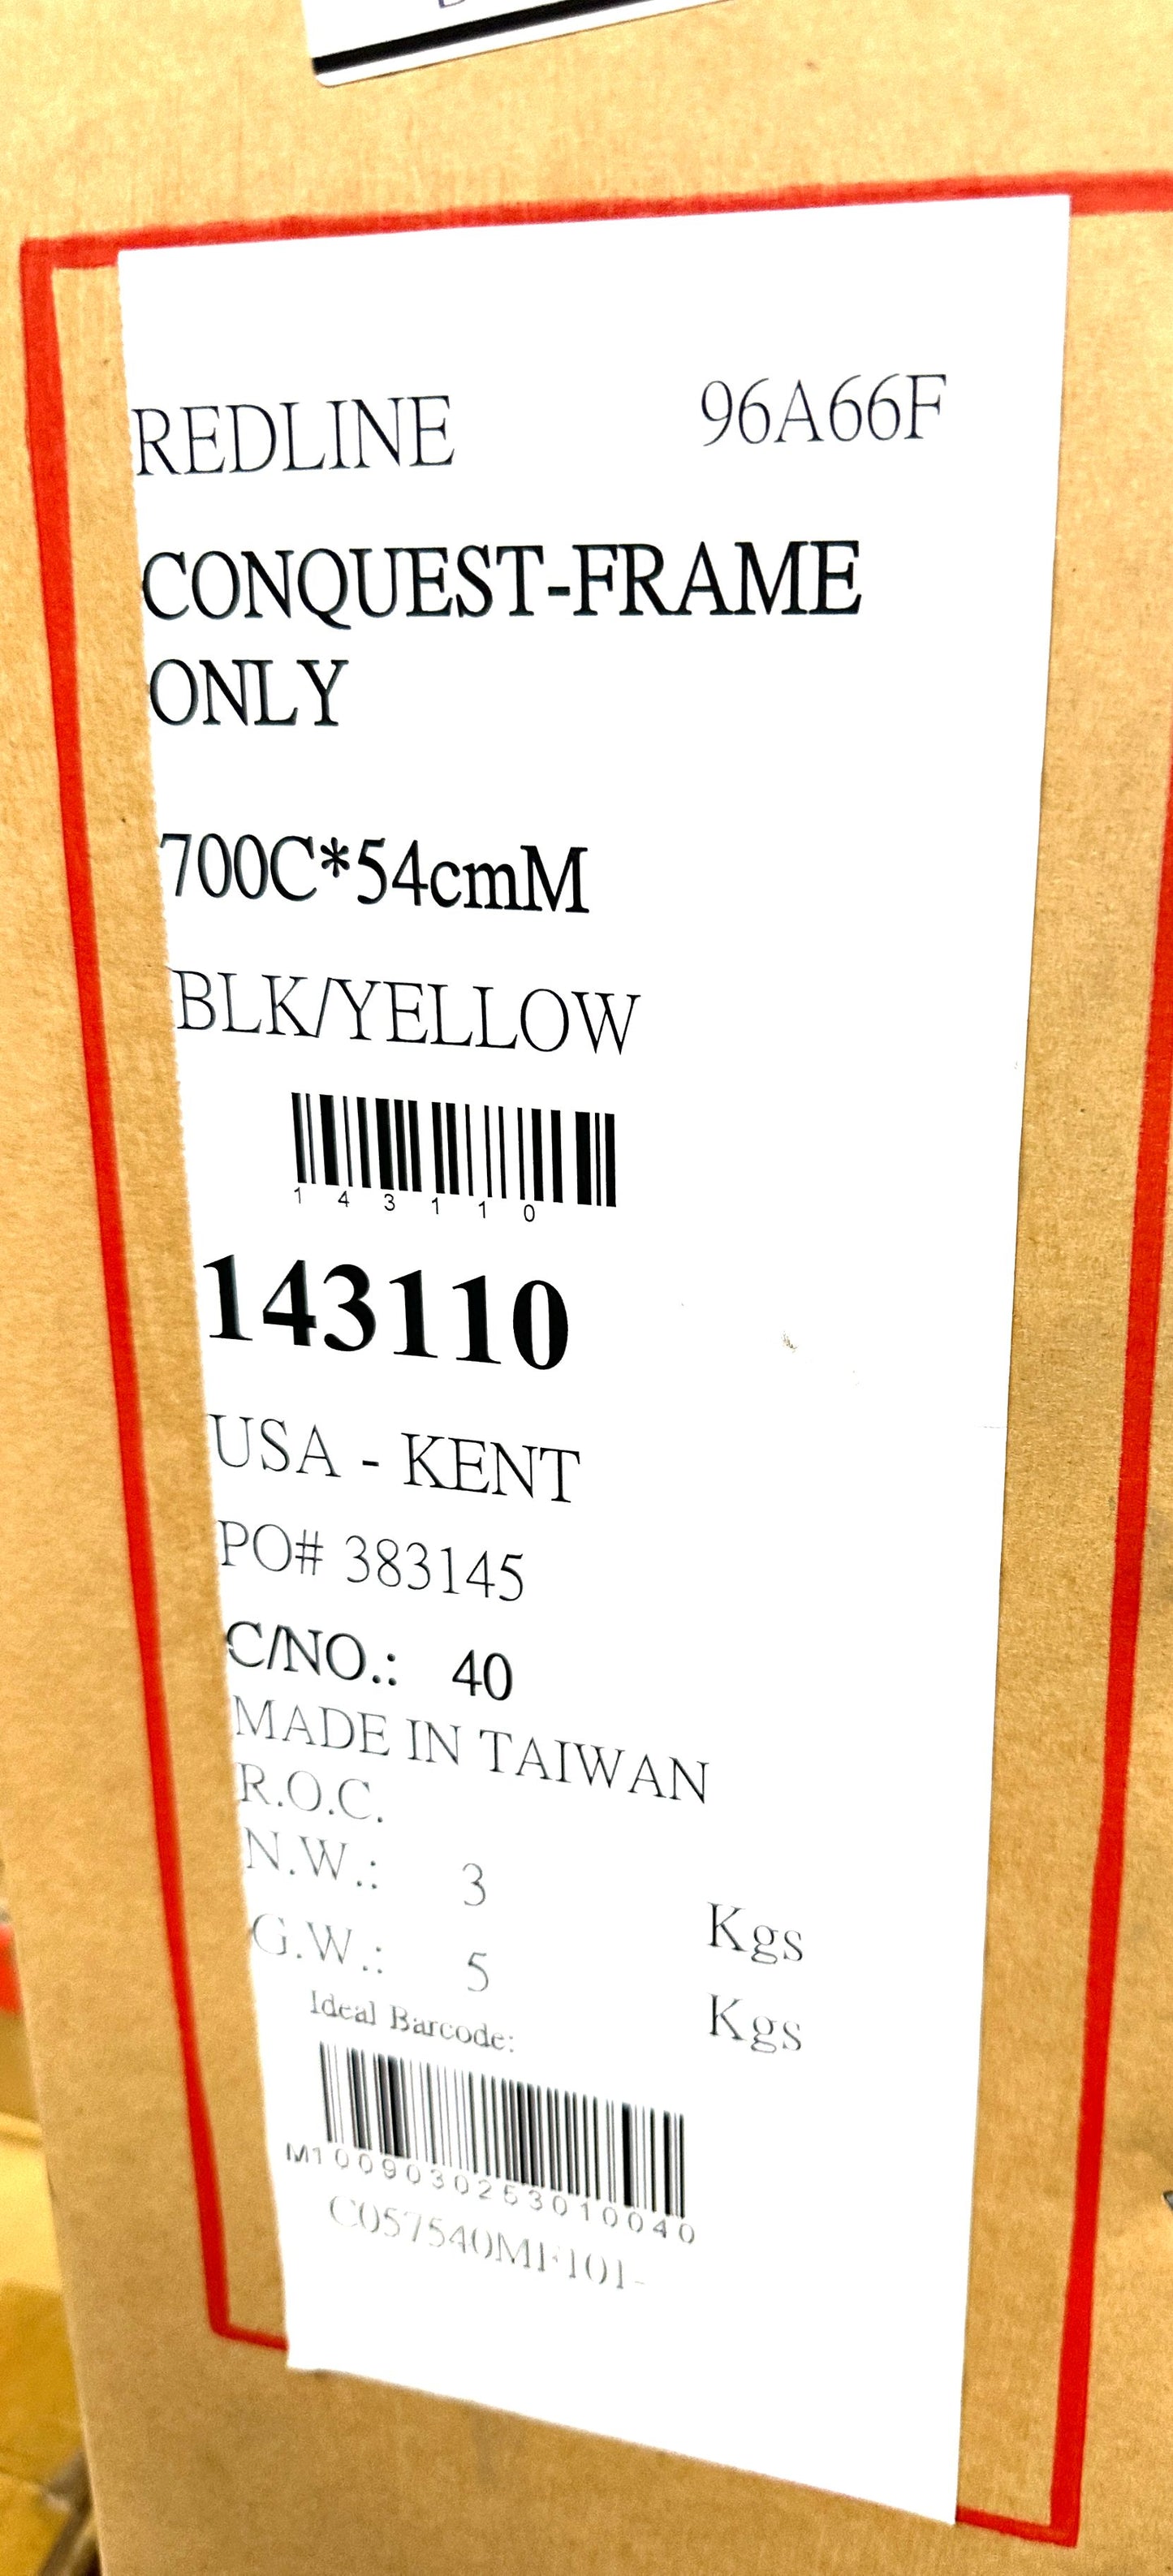 REDLINE 96A66F
CONQUEST-FRAME
ONLY
700C*54cmM
BLK/YELLOW
143110
143110
USA - KENT
PO# 383145
C/NO.: 40
MADE IN TAIWAN
R.O.C.
N.W.: 3 Kgs
G.W.: 5 Kgs
Ideal Barcode:
M100903025301004​0
C057540MF101-